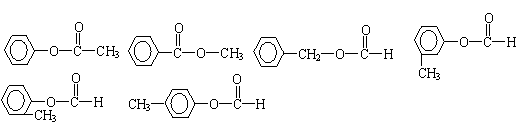 O O O O
O—C—CH₃ C—O—CH₃ CH₂—O—C—H O—C—H
CH₃
O O
O—C—H CH₃ O—C—H
CH₃